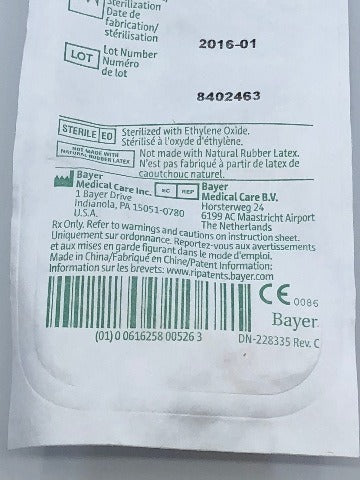 Sterilization
Date de
fabrication/
stérilisation
2016-01
LOT
Lot Number
Numéro
de lot
8402463
STERILE EO
Sterilized with Ethylene Oxide.
Stérilisé à l'oxyde d'éthylène.
NOT MADE WITH
NATURAL RUBBER LATEX
Not made with Natural Rubber Latex.
N'est pas fabriqué à partir de latex de
caoutchouc naturel.
Bayer
Medical Care Inc.
1 Bayer Drive
Indianola, PA 15051-0780
U.S.A.
EC REP
Bayer
Medical Care B.V.
Horsterweg 24
6199 AC Maastricht Airport
The Netherlands
Rx Only. Refer to warnings and cautions on instruction sheet.
Uniquement sur ordonnance. Reportez-vous aux avertissements
et aux mises en garde figurant dans le mode d'emploi.
Made in China/Fabriqué en Chine/Patent Information:
Information sur les brevets: www.ripatents.bayer.com
CE 0086
Bayer
(01) 0 0616258 00526 3
DN-228335 Rev. C